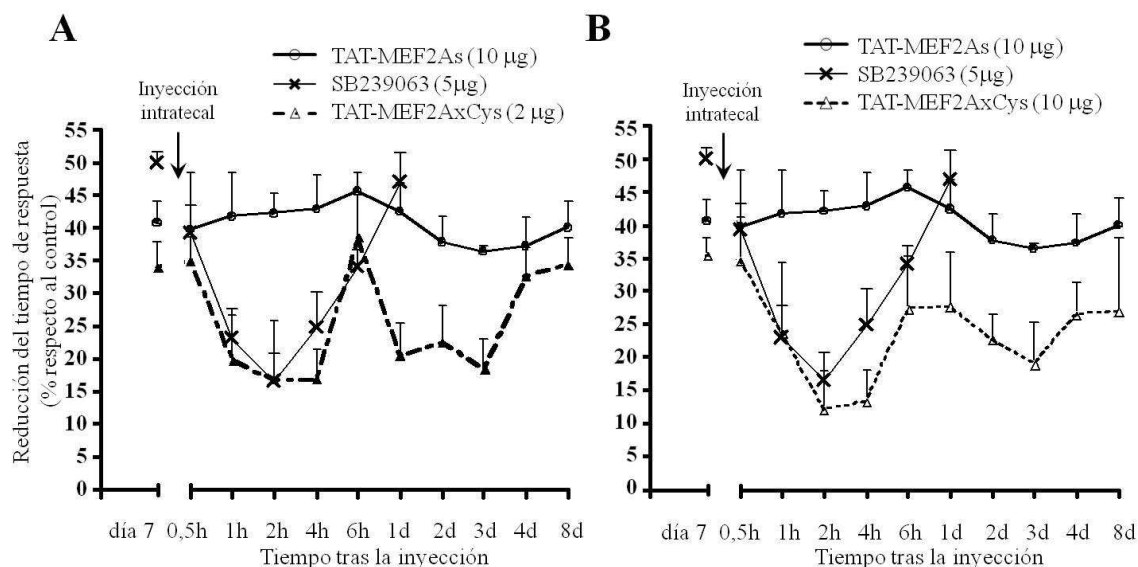 A
TAT-MEF2As (10 µg)
SB239063 (5µg)
TAT-MEF2AxCys (2 µg)
Inyección
intratecal
Reducción del tiempo de respuesta
(% respecto al control)
55
50
45
40
35
30
25
20
15
10
5
0
día 7 0,5h 1h 2h 4h 6h 1d 2d 3d 4d 8d
Tiempo tras la inyección
B
TAT-MEF2As (10 µg)
SB239063 (5µg)
TAT-MEF2AxCys (10 µg)
Inyección
intratecal
55
50
45
40
35
30
25
20
15
10
5
0
día 7 0,5h 1h 2h 4h 6h 1d 2d 3d 4d 8d
Tiempo tras la inyección